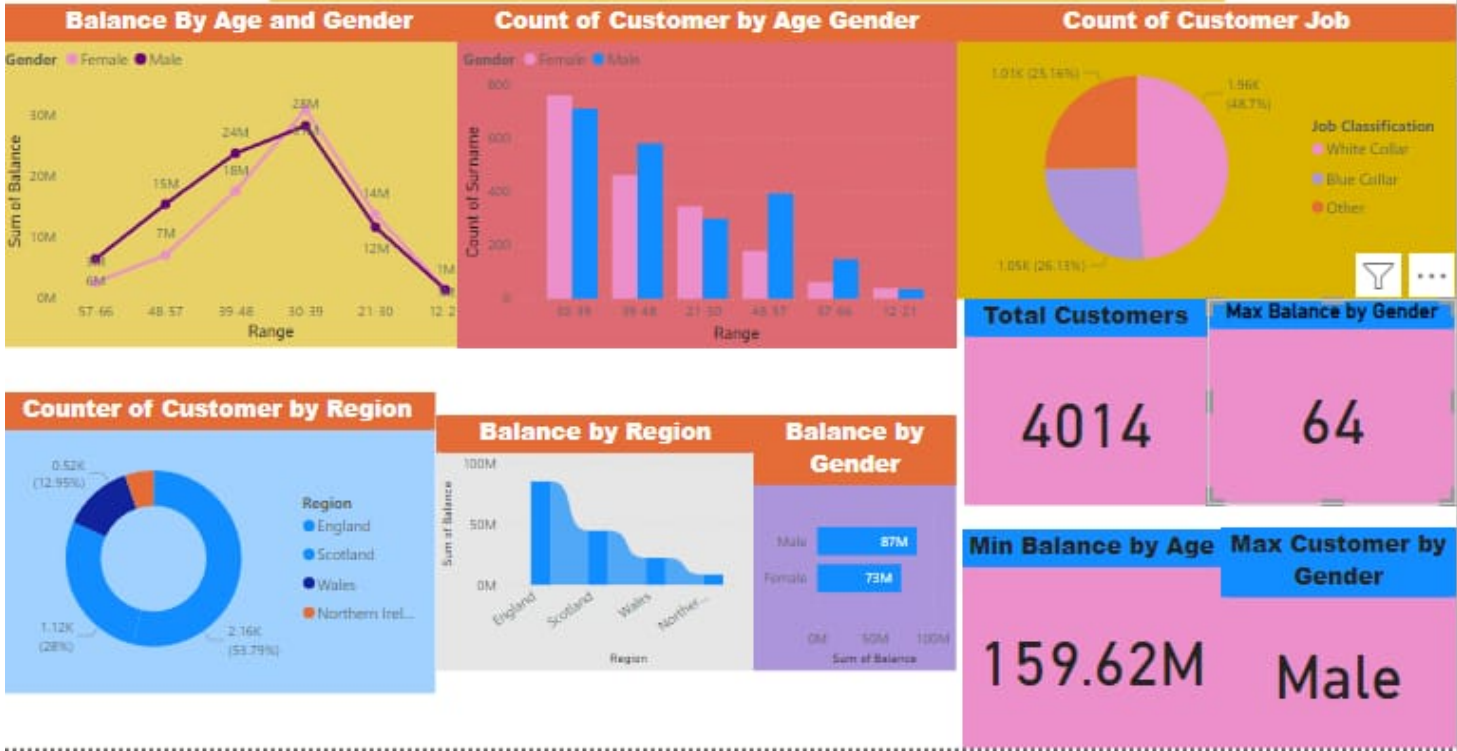 Balance By Age and Gender
Gender Female Male
Sum of Balance
30M
20M
10M
0M
6M
15M
7M
24M
18M
28M
14M
12M
1M
57-66 48-57 39-48 30-39 21-30
Range
Count of Customer by Age Gender
Gender Female Male
Count of Surname
800
600
400
200
0
30-39 39-48 21-30 48-57 57-66 12-21
Range
Count of Customer Job
1.01K (25.16%)
1.96K
(48.7%)
1.05K (26.13%)
Job Classification
White Collar
Blue Collar
Other
Total Customers
4014
Max Balance by Gender
64
Counter of Customer by Region
0.52K
(12.95%)
1.12K
(28%)
2.16K
(53.79%)
Region
England
Scotland
Wales
Northern Irel...
Balance by Region
Sum of Balance
100M
50M
0M
England Scotland Wales Norther...
Region
Balance by
Gender
Male 87M
Female 73M
0M 50M 100M
Sum of Balance
Min Balance by Age
159.62M
Max Customer by
Gender
Male